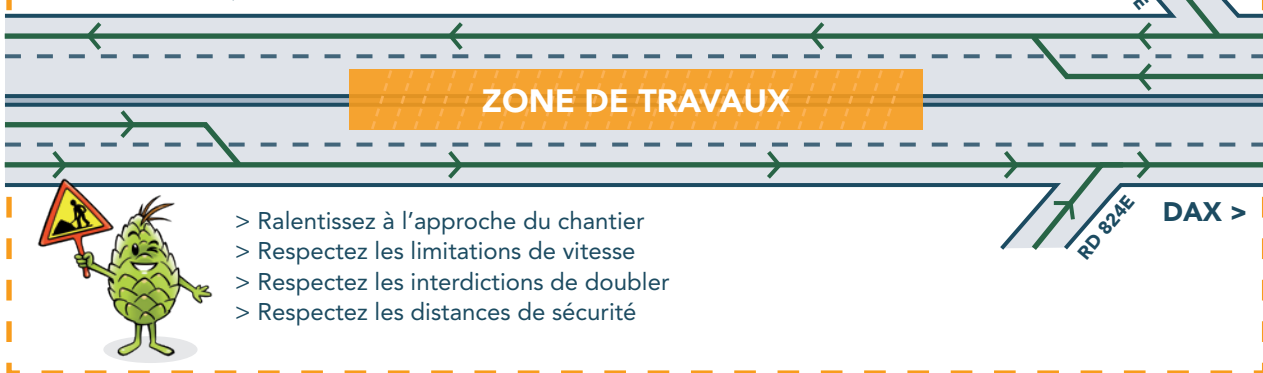 ZONE DE TRAVAUX
> Ralentissez à l'approche du chantier
> Respectez les limitations de vitesse
> Respectez les interdictions de doubler
> Respectez les distances de sécurité
RD 824E
DAX >